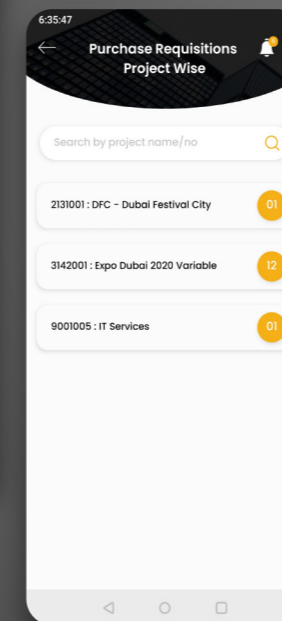 6:35:47
Purchase Requisitions
Project Wise
Search by project name/no
2131001 : DFC - Dubai Festival City
01
3142001 : Expo Dubai 2020 Variable
12
9001005 : IT Services
01